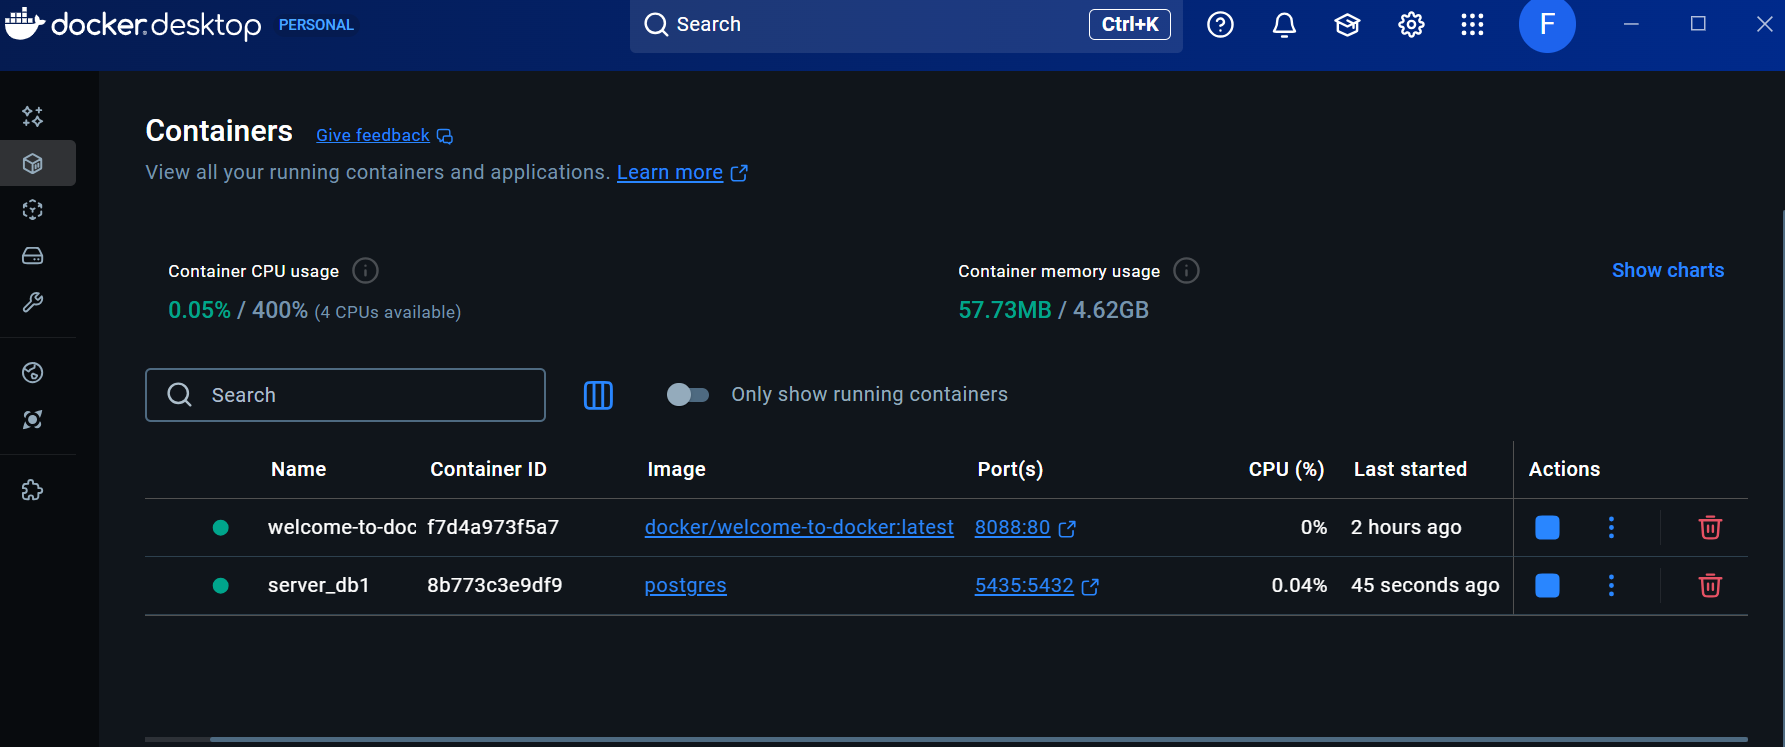 docker.desktop PERSONAL Search Ctrl+K F
Containers Give feedback
View all your running containers and applications. Learn more
Container CPU usage Container memory usage Show charts
0.05% / 400% (4 CPUs available) 57.73MB / 4.62GB
Search Only show running containers
Name Container ID Image Port(s) CPU (%) Last started Actions
welcome-to-doc f7d4a973f5a7 docker/welcome-to-docker:latest 8088:80 0% 2 hours ago
server_db1 8b773c3e9df9 postgres 5435:5432 0.04% 45 seconds ago